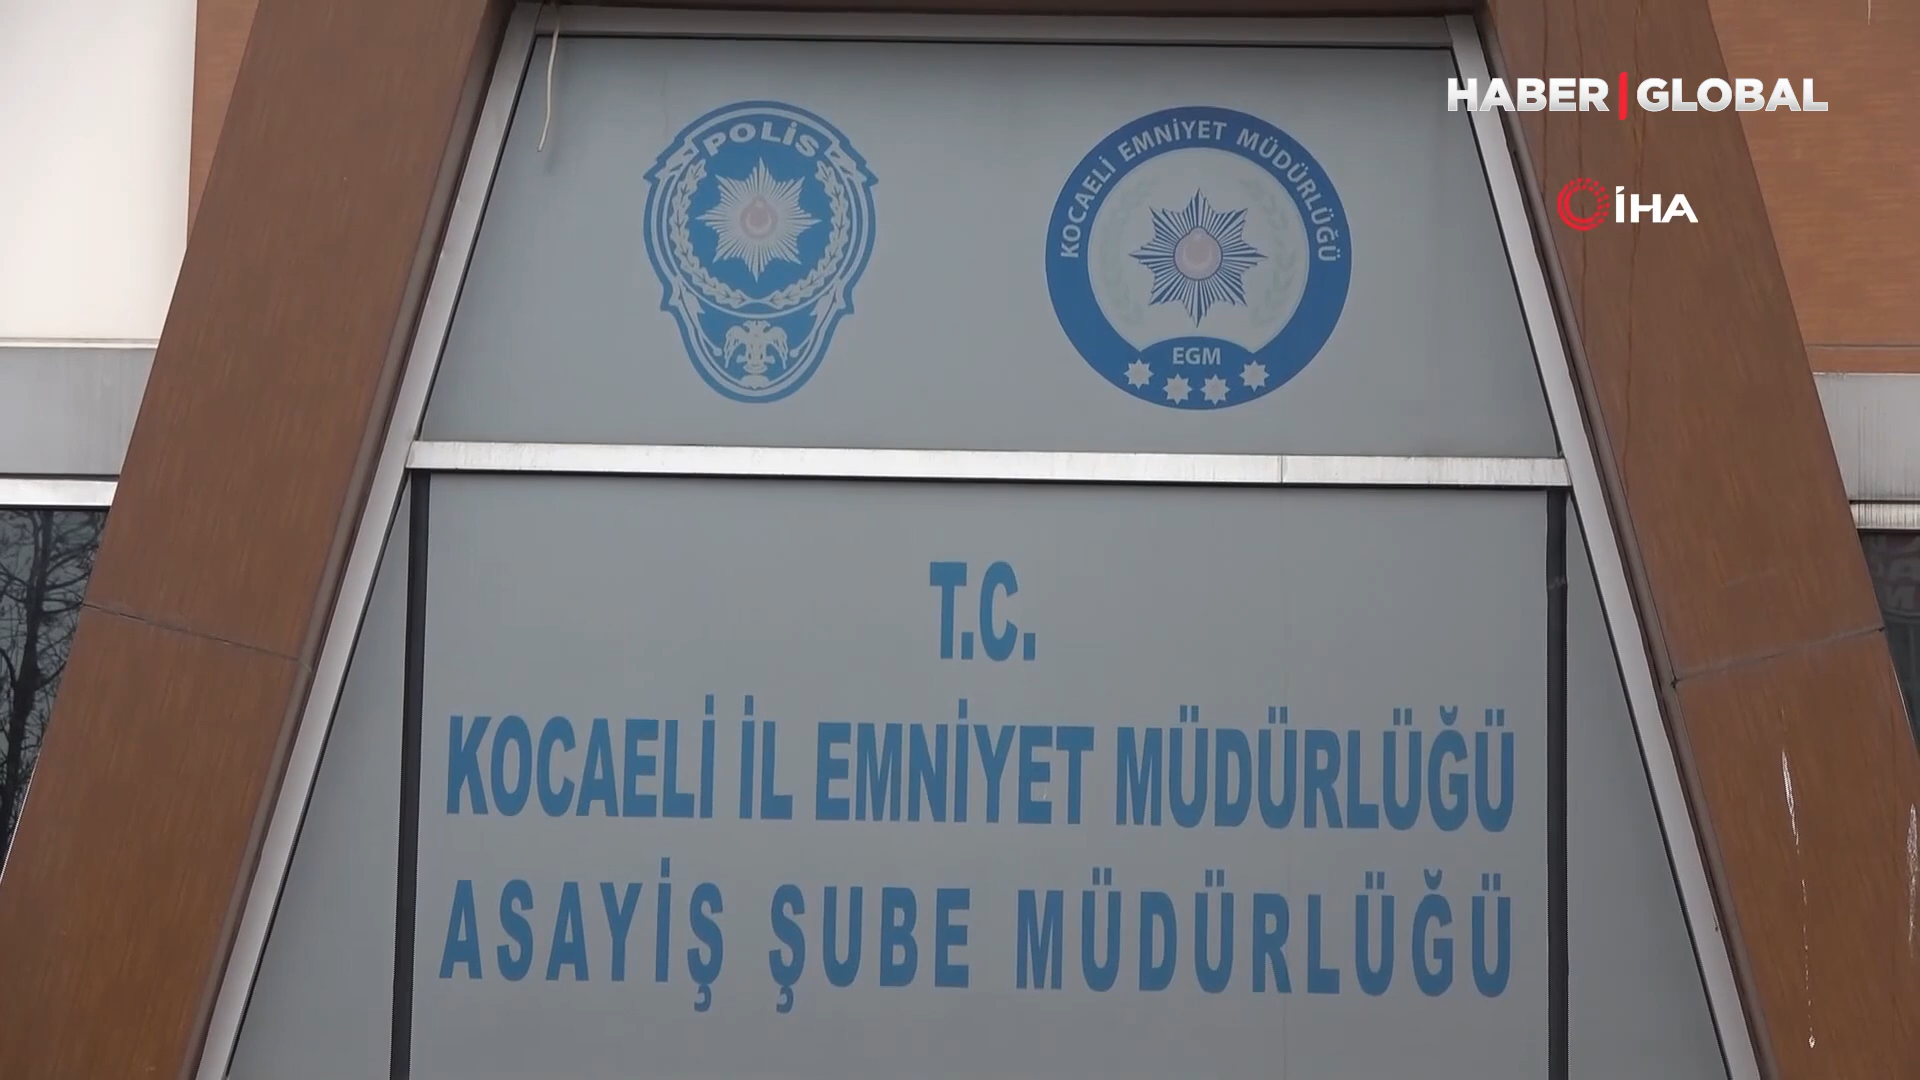 HABER GLOBAL
İHA
POLİS
KOCAELİ EMNİYET MÜDÜRLÜĞÜ
EGM
T.C.
KOCAELİ İL EMNİYET MÜDÜRLÜĞÜ
ASAYİŞ ŞUBE MÜDÜRLÜĞÜ